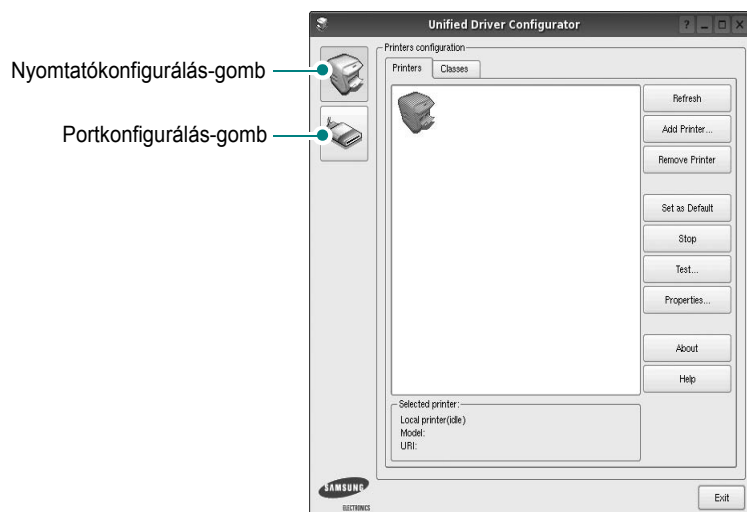 Unified Driver Configurator
Nyomtatókonfigurálás-gomb
Portkonfigurálás-gomb
Printers configuration
Printers
Classes
Refresh
Add Printer...
Remove Printer
Set as Default
Stop
Test...
Properties...
About
Help
Selected printer:
Local printer(idle)
Model:
URI:
SAMSUNG
ELECTRONICS
Exit